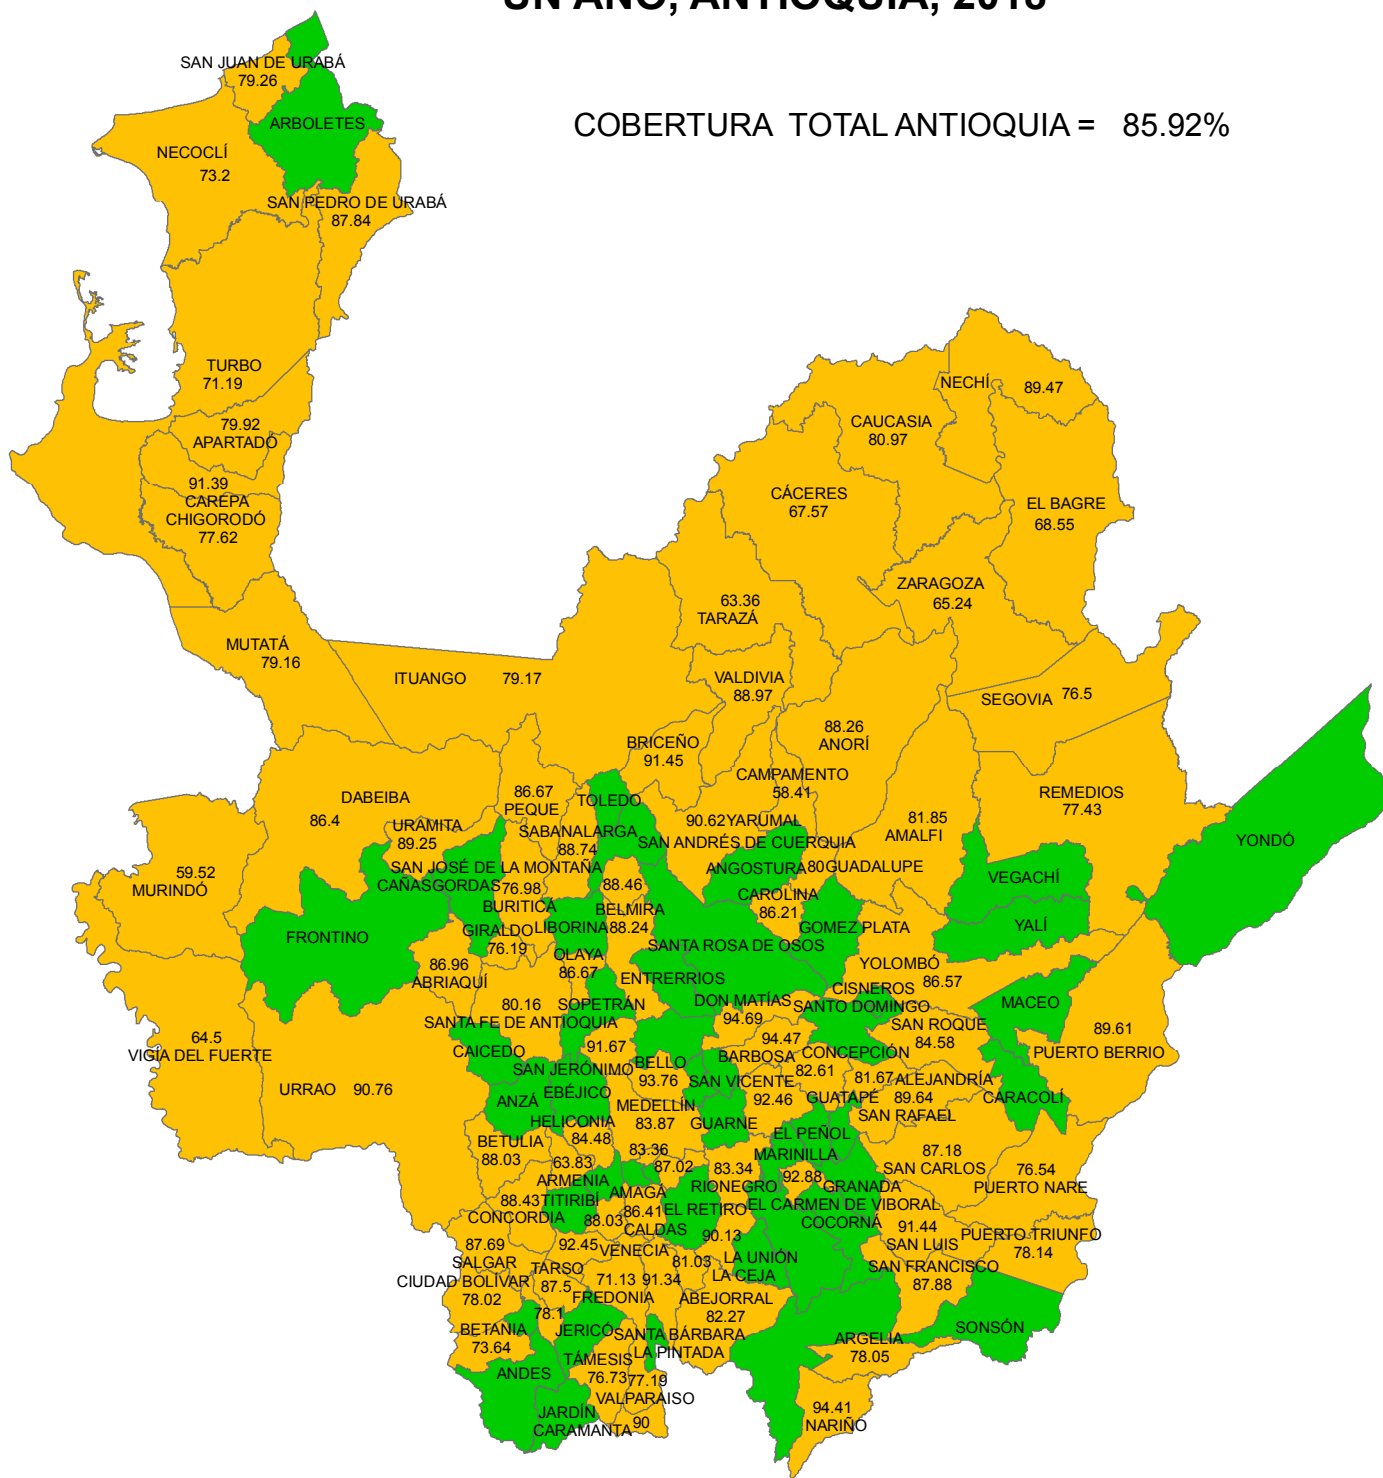 UN AÑO, ANTIOQUIA, 2018
COBERTURA TOTAL ANTIOQUIA = 85.92%
SAN JUAN DE URABÁ
79.26
ARBOLETES
NECOCLÍ
73.2
SAN PEDRO DE URABÁ
87.84
TURBO
71.19
79.92
APARTADÓ
91.39
CAREPA
CHIGORODÓ
77.62
MUTATÁ
79.16
NECHÍ
89.47
CAUCASIA
80.97
CÁCERES
67.57
EL BAGRE
68.55
ZARAGOZA
65.24
63.36
TARAZÁ
ITUANGO 79.17
VALDIVIA
88.97
SEGOVIA 76.5
88.26
ANORÍ
BRICEÑO
91.45
CAMPAMENTO
58.41
REMEDIOS
77.43
86.67
PEQUE
DABEIBA
86.4
TOLEDO
90.62 YARUMAL
81.85
AMALFI
YONDÓ
URAMITA
89.25
SABANALARGA
88.74
SAN ANDRÉS DE CUERQUIA
SAN JOSÉ DE LA MONTAÑA
ANGOSTURA 80 GUADALUPE
59.52
MURINDÓ
CAÑASGORDAS 76.98
88.46
VEGACHÍ
BURITICÁ
CAROLINA
86.21
BELMIRA
88.24
GIRALDO
76.19
LIBORINA
GOMEZ PLATA
YALÍ
FRONTINO
SANTA ROSA DE OSOS
OLAYA
86.67
86.96
ABRIAQUÍ
YOLOMBÓ
86.57
ENTRERRIOS
CISNEROS
80.16
SANTA FE DE ANTIOQUIA
SOPETRÁN
DON MATÍAS
94.69
SANTO DOMINGO
MACEO
SAN ROQUE
84.58
89.61
PUERTO BERRIO
64.5
VIGÍA DEL FUERTE
CAICEDO
91.67
SAN JERÓNIMO
94.47
BARBOSA
CONCEPCIÓN
82.61
BELLO
93.76
SAN VICENTE
92.46
81.67 ALEJANDRÍA
89.64
URRAO 90.76
ANZÁ
EBÉJICO
MEDELLÍN
83.87
GUATAPÉ
SAN RAFAEL
CARACOLÍ
HELICONIA
84.48
GUARNE
EL PEÑOL
BETULIA
88.03
MARINILLA
83.36
87.02
63.83
ARMENIA
83.34
RIONEGRO
92.88
GRANADA
87.18
SAN CARLOS
76.54
PUERTO NARE
88.43
TITIRIBÍ
AMAGÁ
86.41
EL RETIRO
EL CARMEN DE VIBORAL
CONCORDIA
88.03
CALDAS
COCORNÁ
91.44
SAN LUIS
PUERTO TRIUNFO
78.14
87.69
SALGAR
92.45
VENECIA
90.13
81.03
LA UNIÓN
LA CEJA
SAN FRANCISCO
87.88
CIUDAD BOLÍVAR
78.02
TARSO
87.5
71.13
FREDONIA
91.34
ABEJORRAL
82.27
78.1
BETANIA
73.64
JERICÓ
SANTA BÁRBARA
LA PINTADA
ARGELIA
78.05
SONSÓN
ANDES
TÁMESIS
76.73
77.19
VALPARAISO
JARDÍN
CARAMANTA
90
94.41
NARIÑO